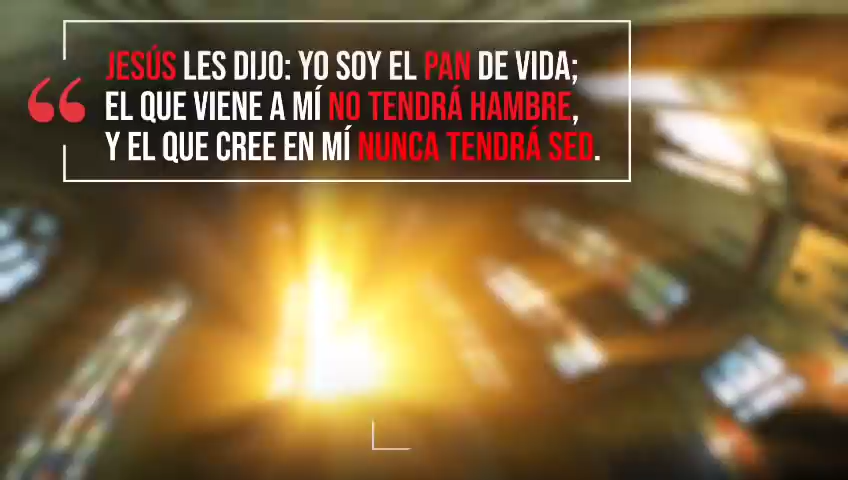 JESÚS LES DIJO: YO SOY EL PAN DE VIDA;
EL QUE VIENE A MÍ NO TENDRÁ HAMBRE,
Y EL QUE CREE EN MÍ NUNCA TENDRÁ SED.